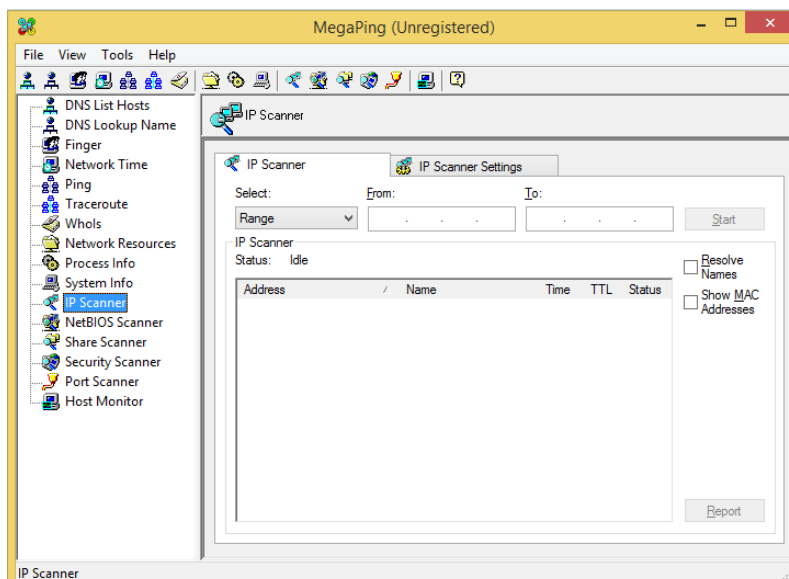 MegaPing (Unregistered)
File View Tools Help
DNS List Hosts
DNS Lookup Name
Finger
Network Time
Ping
Traceroute
WhoIs
Network Resources
Process Info
System Info
IP Scanner
NetBIOS Scanner
Share Scanner
Security Scanner
Port Scanner
Host Monitor
IP Scanner
IP Scanner IP Scanner Settings
Select: From: To:
Range Start
IP Scanner
Status: Idle
Address Name Time TTL Status
Resolve
Names
Show MAC
Addresses
Report
IP Scanner